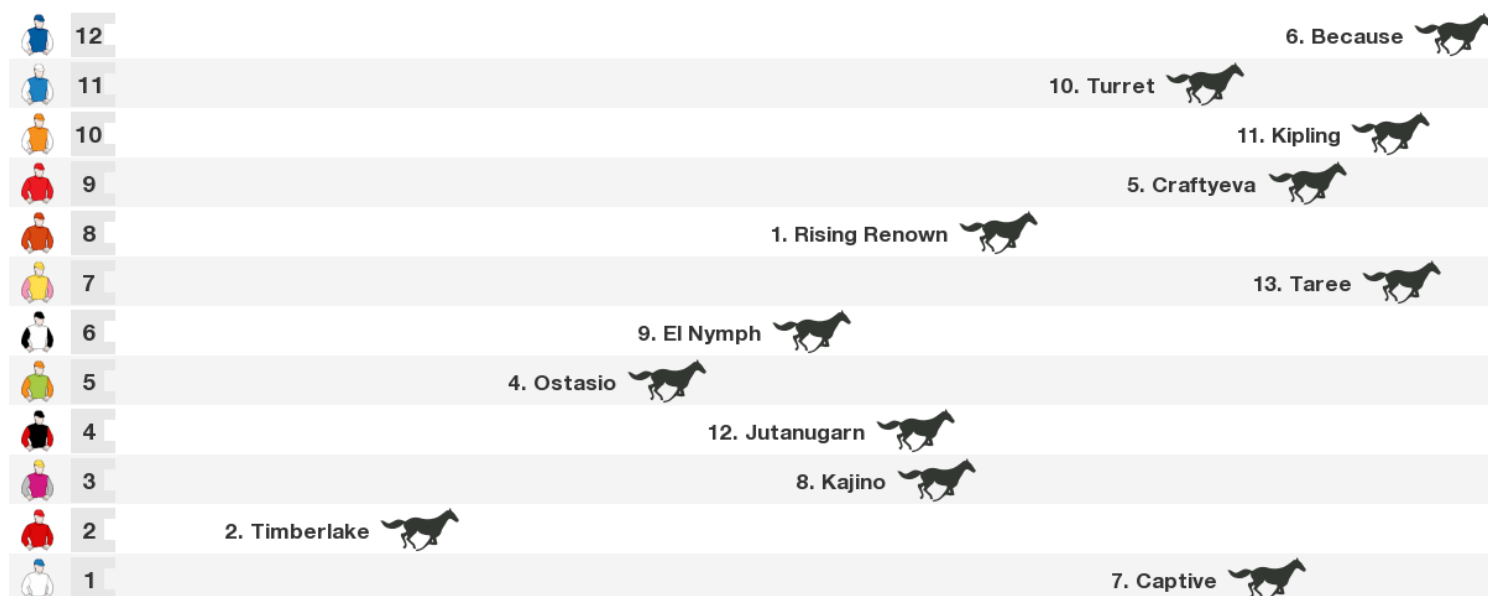 12 6. Because
11 10. Turret
10 11. Kipling
9 5. Craftyeva
8 1. Rising Renown
7 13. Taree
6 9. El Nymph
5 4. Ostasio
4 12. Jutanugarn
3 8. Kajino
2 2. Timberlake
1 7. Captive